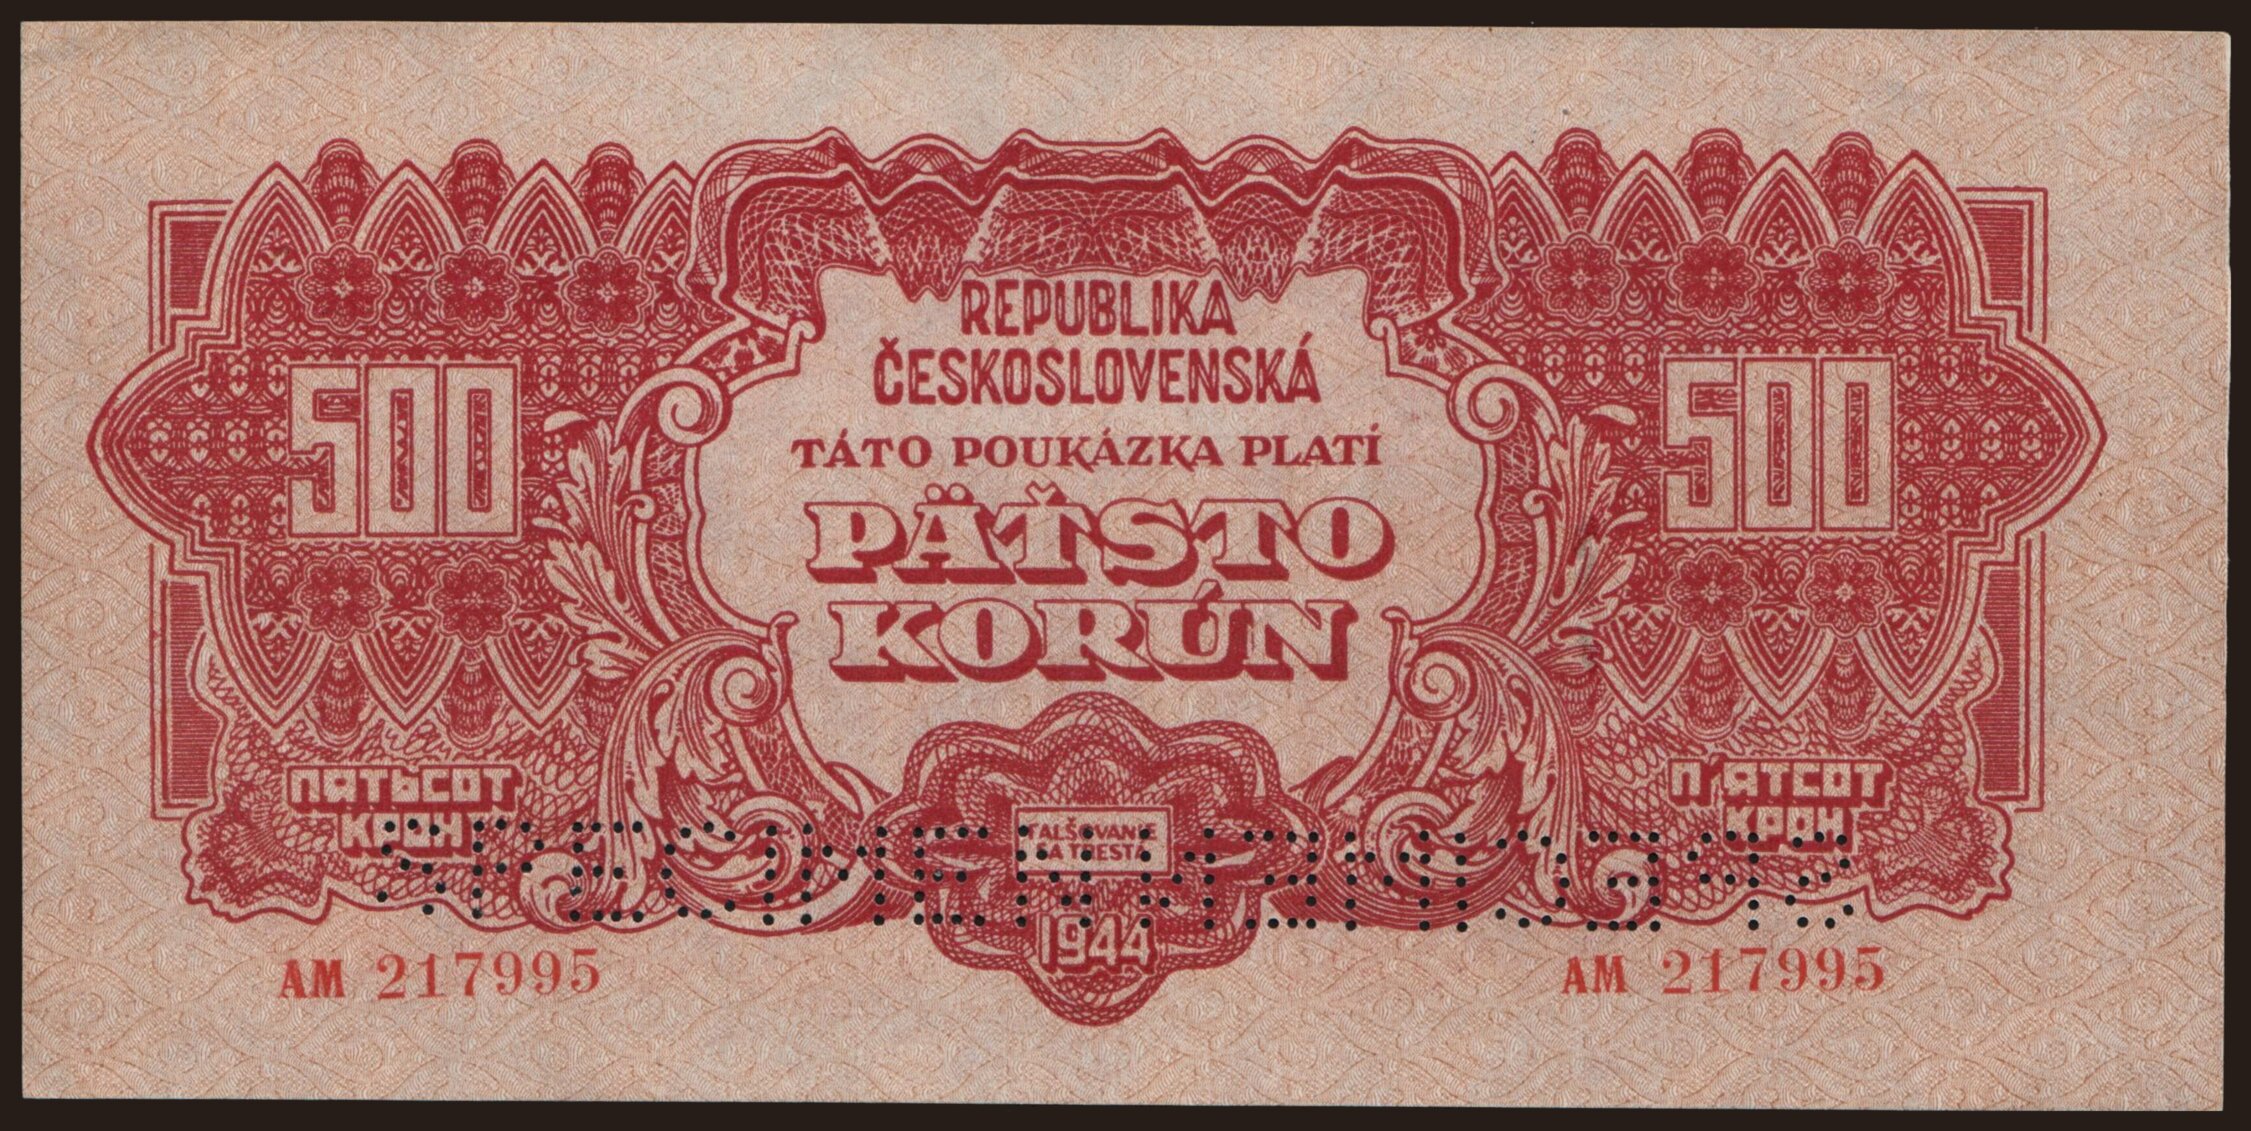 REPUBLIKA
ČESKOSLOVENSKÁ
TÁTO POUKÁZKA PLATÍ
PÄŤSTO
KORÚN
500
500
ПЯТЬСОТ
КРОН
П'ЯТСОТ
КРОН
FALŠOVANIE
SA TRESTÁ
1944
AM 217995
AM 217995